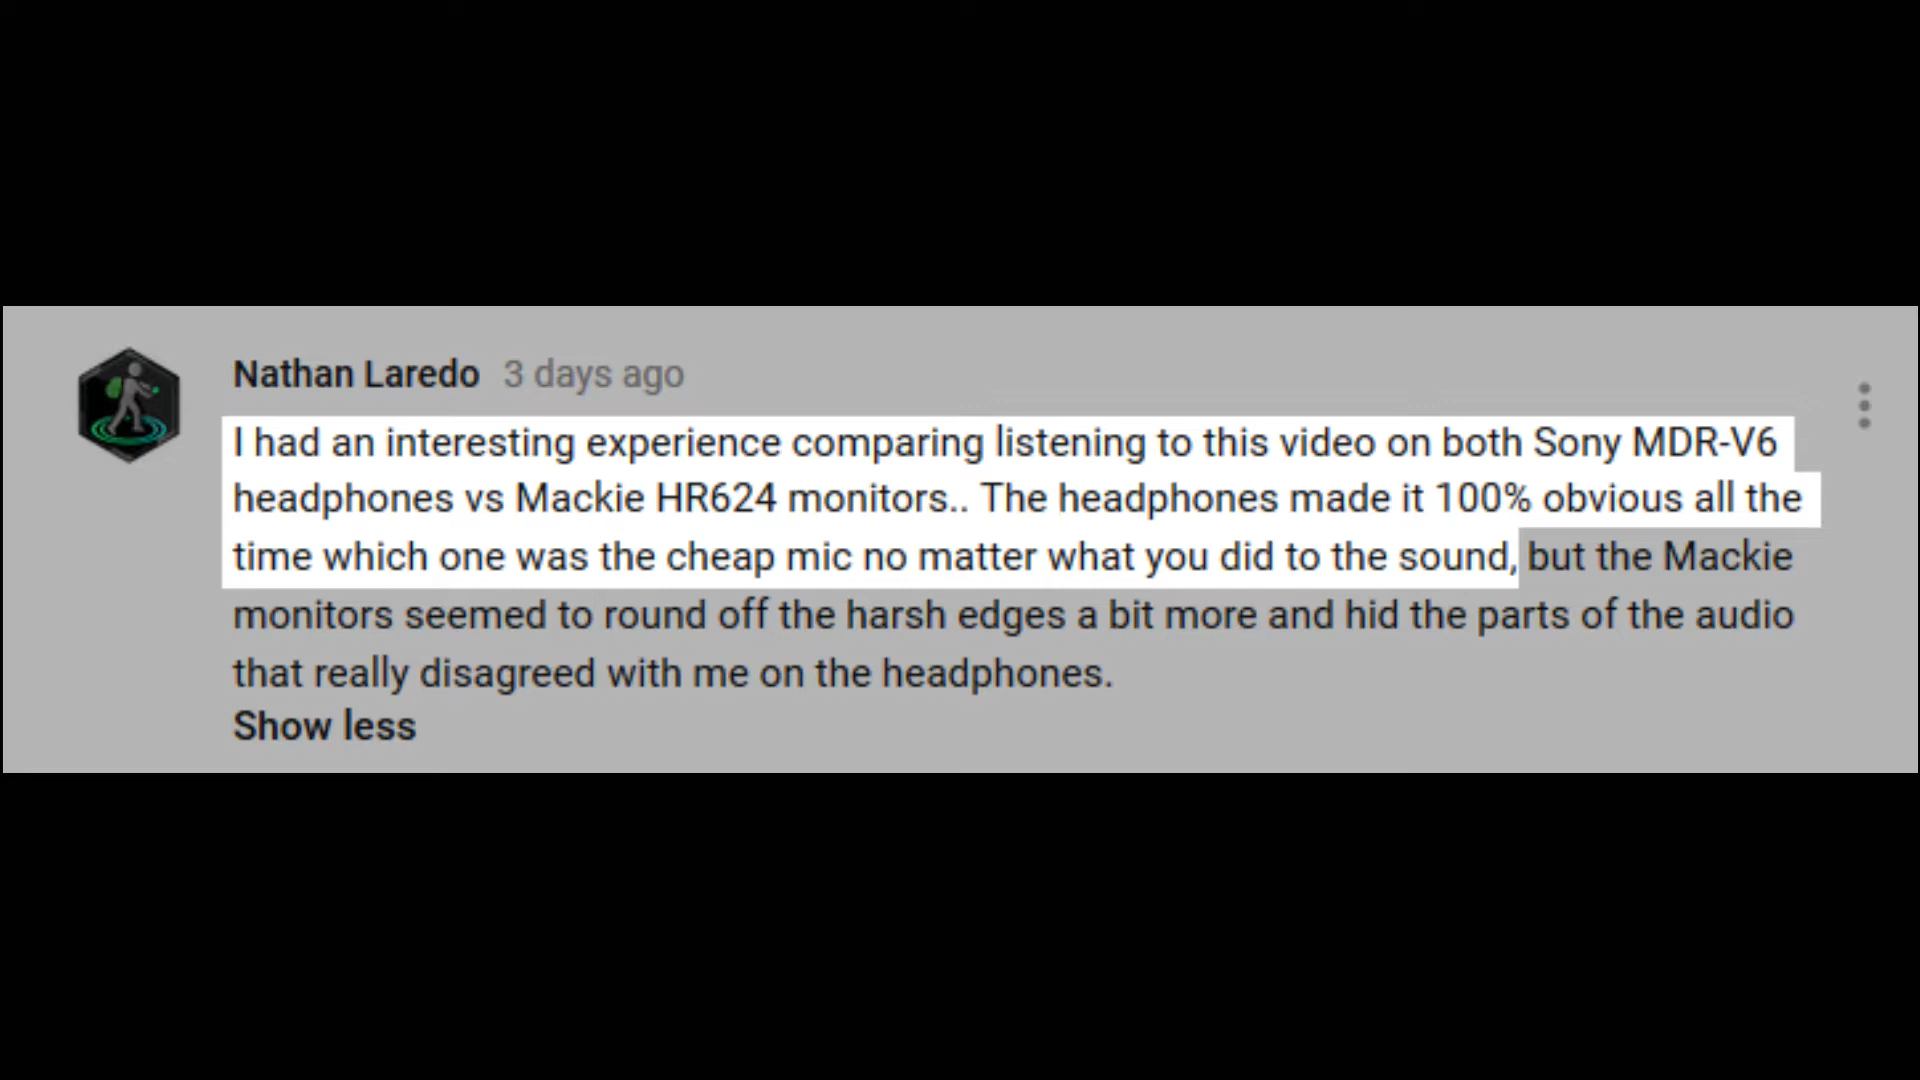 Nathan Laredo 3 days ago
I had an interesting experience comparing listening to this video on both Sony MDR-V6
headphones vs Mackie HR624 monitors.. The headphones made it 100% obvious all the
time which one was the cheap mic no matter what you did to the sound, but the Mackie
monitors seemed to round off the harsh edges a bit more and hid the parts of the audio
that really disagreed with me on the headphones.
Show less